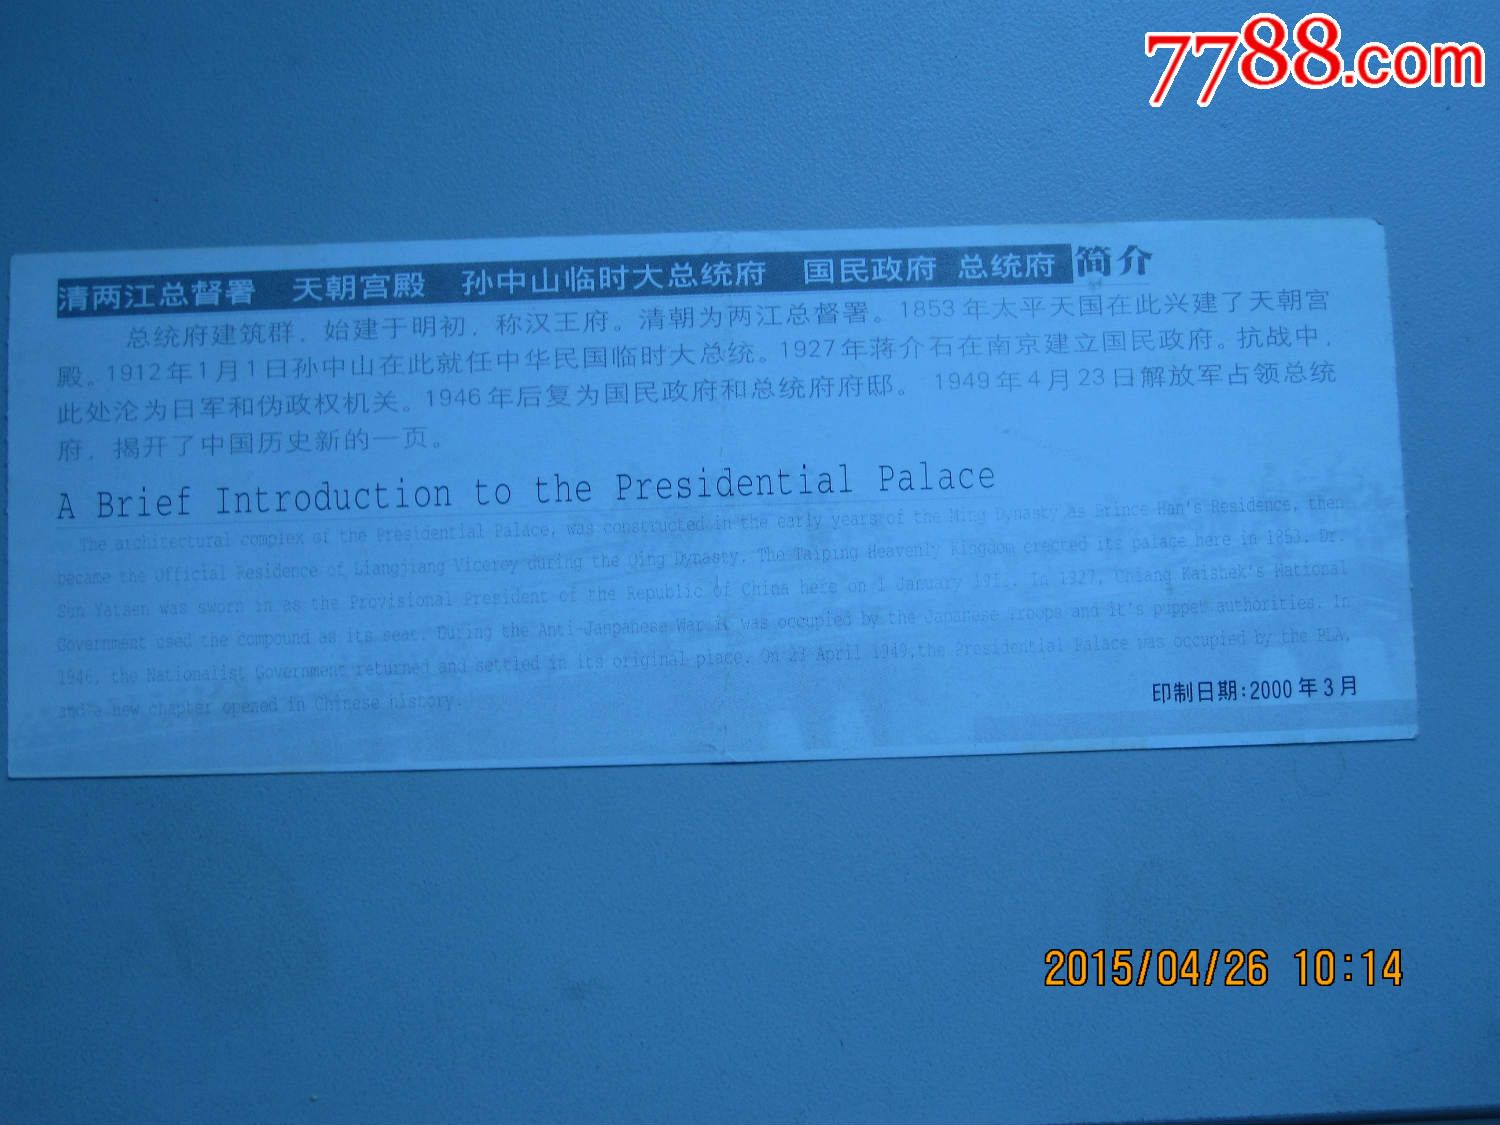 7788.com
清两江总督署 天朝宫殿 孙中山临时大总统府 国民政府 总统府 简介
总统府建筑群，始建于明初，称汉王府。清朝为两江总督署。1853年太平天国在此兴建了天朝宫
殿。1912年1月1日孙中山在此就任中华民国临时大总统。1927年蒋介石在南京建立国民政府。抗战中，
此处沦为日军和伪政权机关。1946年后复为国民政府和总统府府邸。1949年4月23日解放军占领总统
府，揭开了中国历史新的一页。
A Brief Introduction to the Presidential Palace
The architectural complex of the Presidential Palace, was constructed in the early years of the Ming Dynasty as Prince Han's Residence, then
became the Official Residence of Liangjiang Viceroy during the Qing Dynasty. The Taiping Heavenly Kingdom erected its palace here in 1853. Dr.
Sun Yatsen was sworn in as the Provisional President of the Republic of China here on 1 January 1912. In 1927, Chiang Kaishek's National
Government used the compound as its seat. During the Anti-Janpanese War it was occupied by the Japanese troops and it's puppet authorities. In
1946, the Nationalist Government returned and settled in its original place. On 23 April 1949,the Presidential Palace was occupied by the PLA,
and a new chapter opened in Chinese history.
印制日期:2000年3月
2015/04/26 10:14